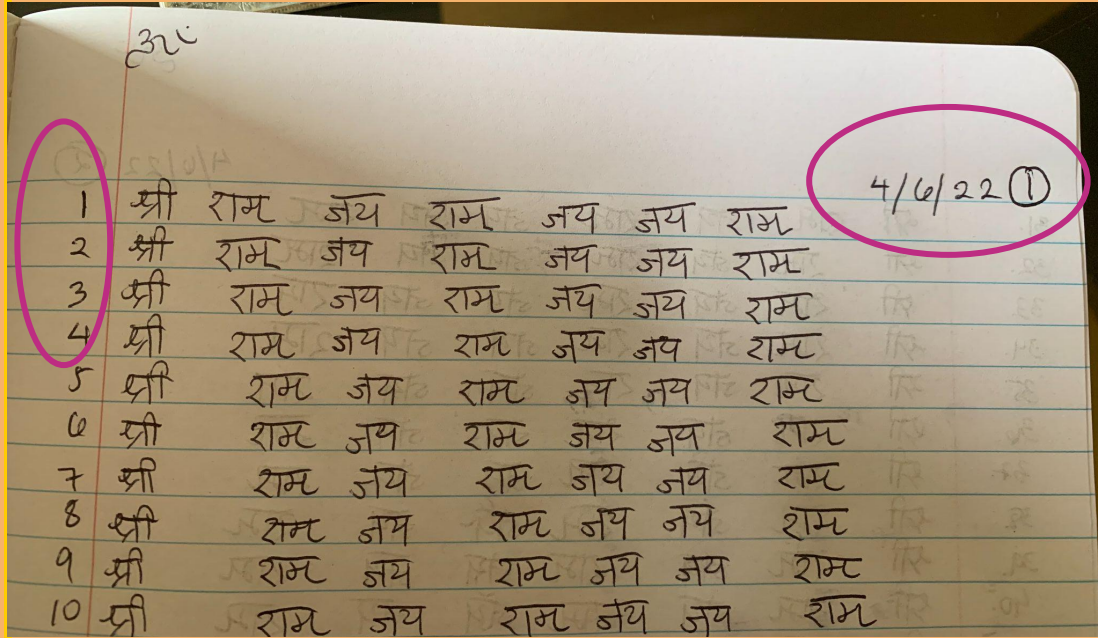 ॐ
4/6/22 ①
1 श्री राम जय राम जय जय राम
2 श्री राम जय राम जय जय राम
3 श्री राम जय राम जय जय राम
4 श्री राम जय राम जय जय राम
5 श्री राम जय राम जय जय राम
6 श्री राम जय राम जय जय राम
7 श्री राम जय राम जय जय राम
8 श्री राम जय राम जय जय राम
9 श्री राम जय राम जय जय राम
10 श्री राम जय राम जय जय राम